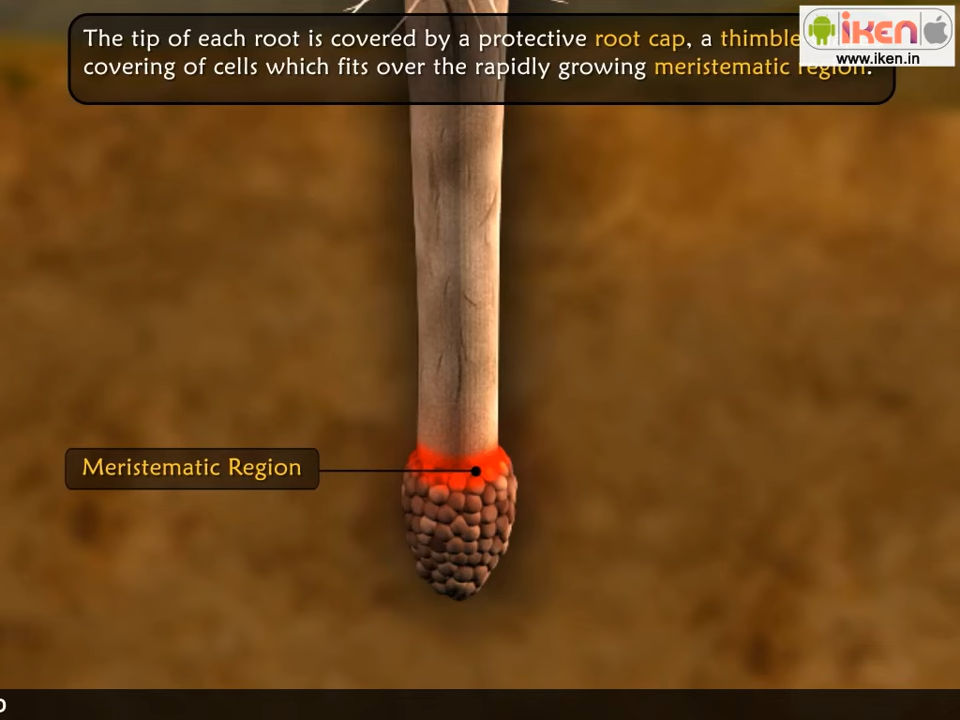 The tip of each root is covered by a protective root cap, a thimble
covering of cells which fits over the rapidly growing meristematic region.
iKEN
www.iken.in
Meristematic Region